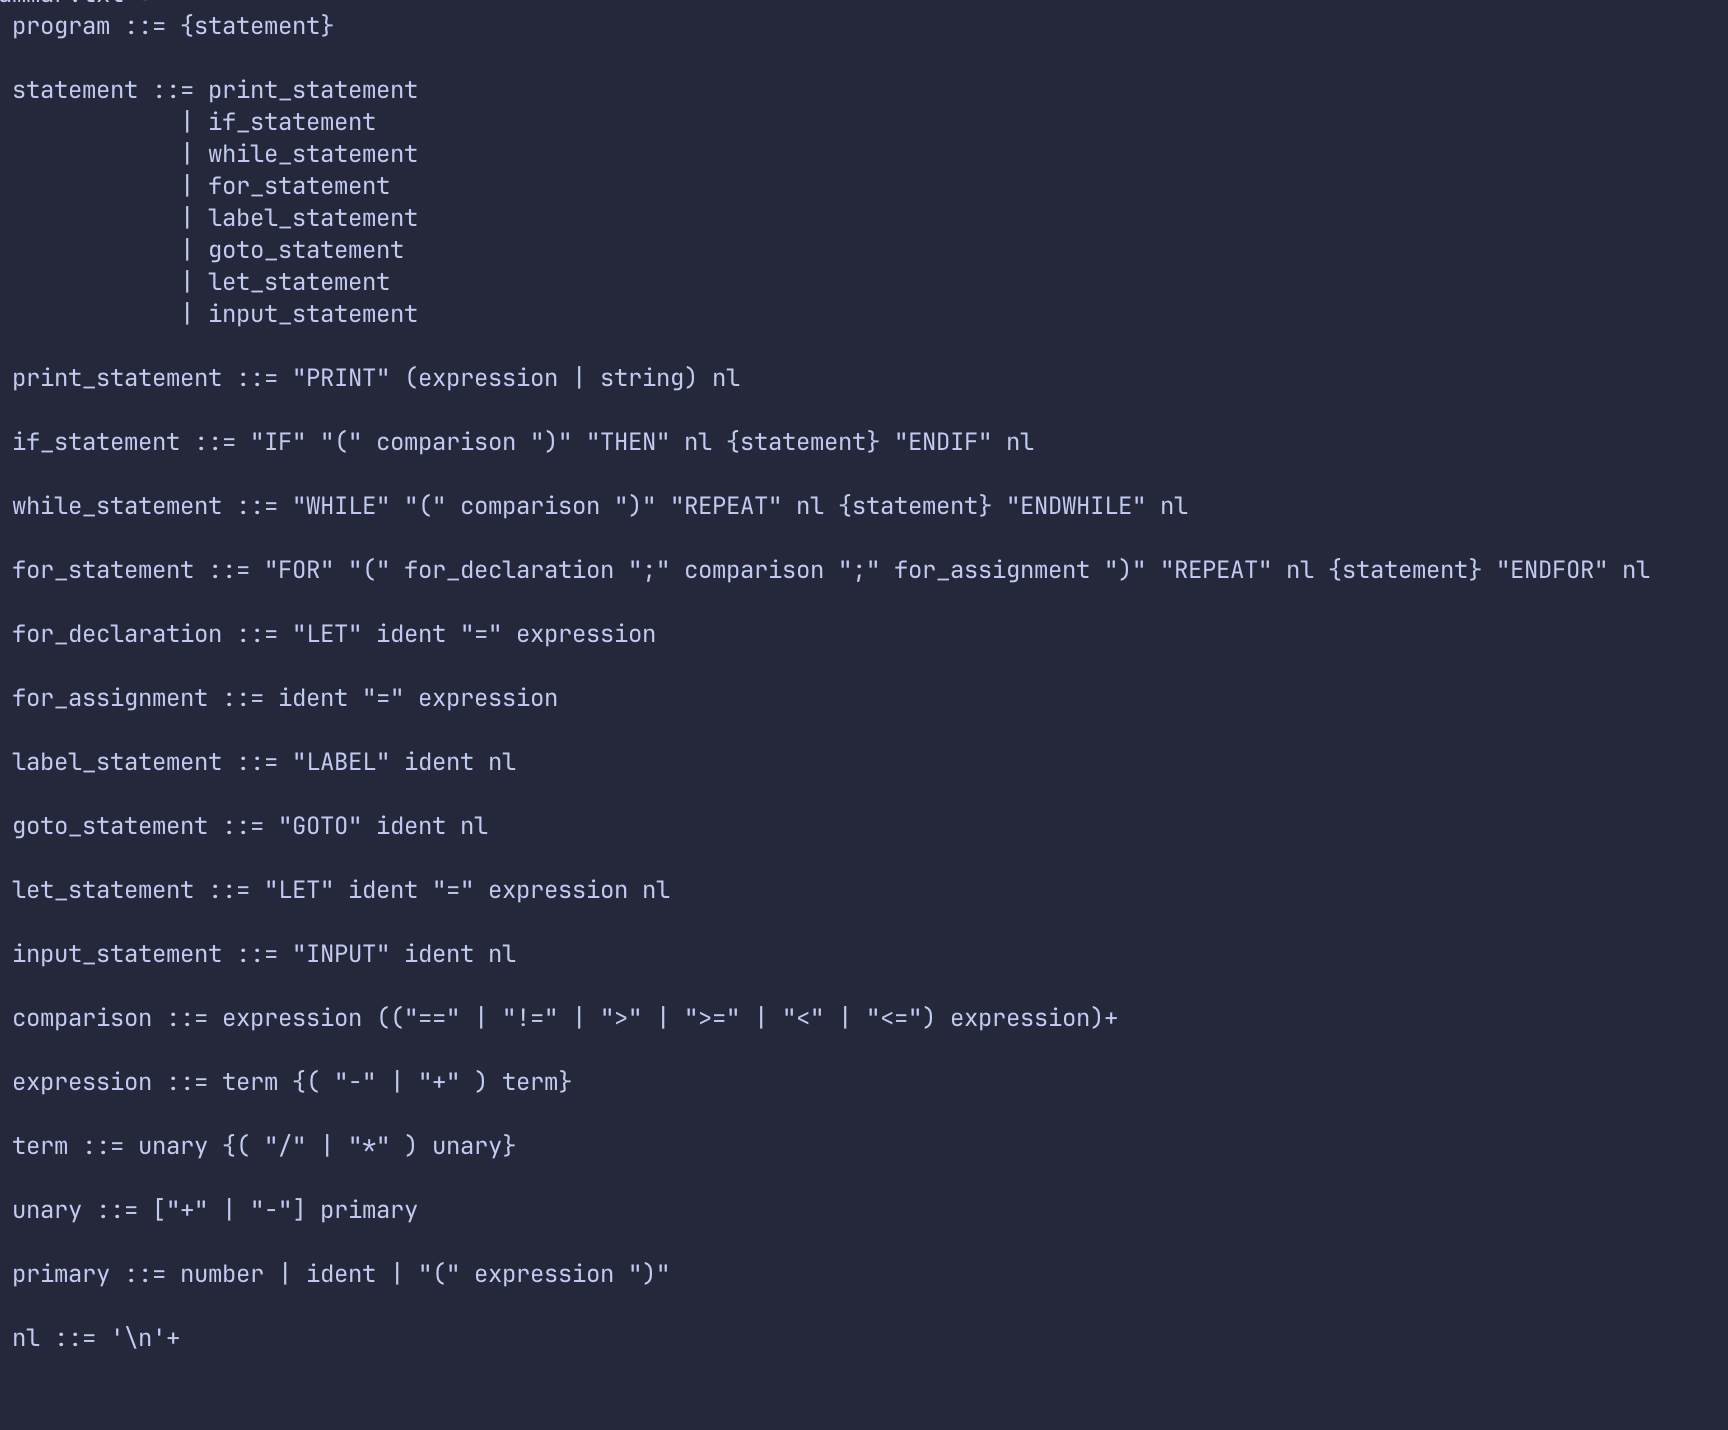 program ::= {statement}
statement ::= print_statement
| if_statement
| while_statement
| for_statement
| label_statement
| goto_statement
| let_statement
| input_statement
print_statement ::= "PRINT" (expression | string) nl
if_statement ::= "IF" "(" comparison ")" "THEN" nl {statement} "ENDIF" nl
while_statement ::= "WHILE" "(" comparison ")" "REPEAT" nl {statement} "ENDWHILE" nl
for_statement ::= "FOR" "(" for_declaration ";" comparison ";" for_assignment ")" "REPEAT" nl {statement} "ENDFOR" nl
for_declaration ::= "LET" ident "=" expression
for_assignment ::= ident "=" expression
label_statement ::= "LABEL" ident nl
goto_statement ::= "GOTO" ident nl
let_statement ::= "LET" ident "=" expression nl
input_statement ::= "INPUT" ident nl
comparison ::= expression (("==" | "!=" | ">" | ">=" | "<" | "<=") expression)+
expression ::= term {( "-" | "+" ) term}
term ::= unary {( "/" | "*" ) unary}
unary ::= ["+" | "-"] primary
primary ::= number | ident | "(" expression ")"
nl ::= '\n'+